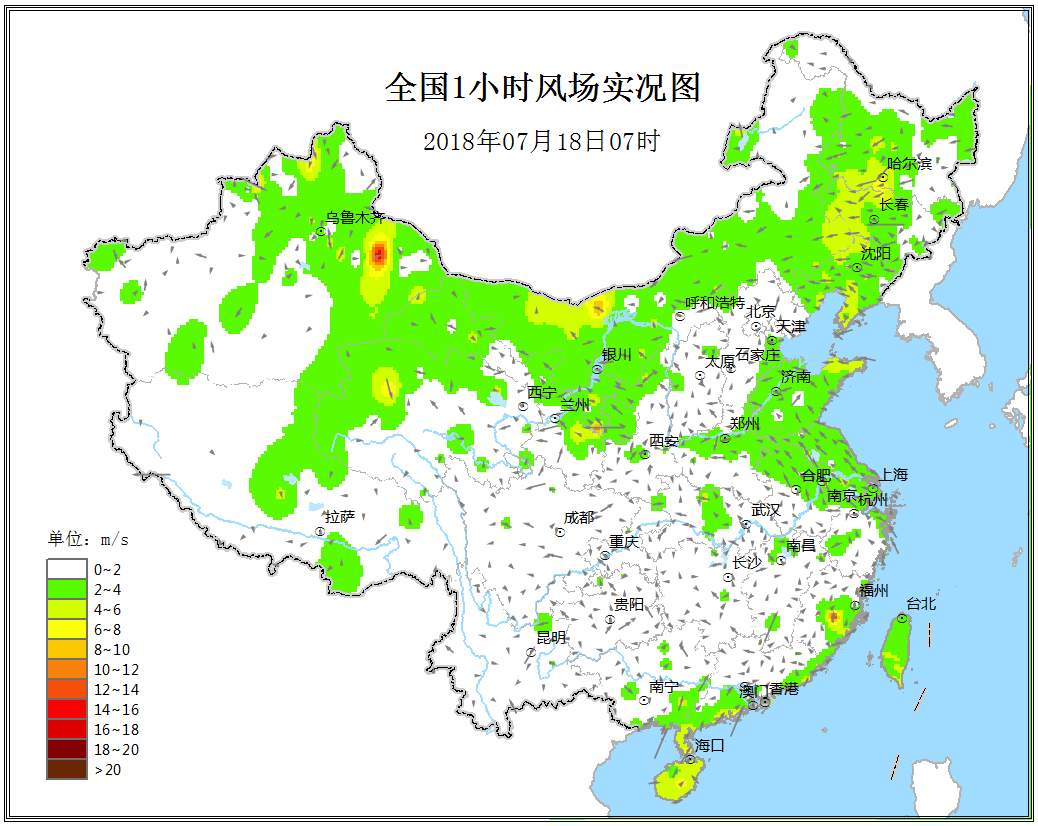 全国1小时风场实况图
2018年07月18日07时
哈尔滨
长春
乌鲁木齐
沈阳
呼和浩特
北京
天津
银川
太原
石家庄
济南
西宁
兰州
郑州
西安
合肥
上海
南京
杭州
拉萨
成都
武汉
重庆
南昌
长沙
贵阳
福州
台北
昆明
南宁
澳门
香港
海口
单位：m/s
0~2
2~4
4~6
6~8
8~10
10~12
12~14
14~16
16~18
18~20
>20